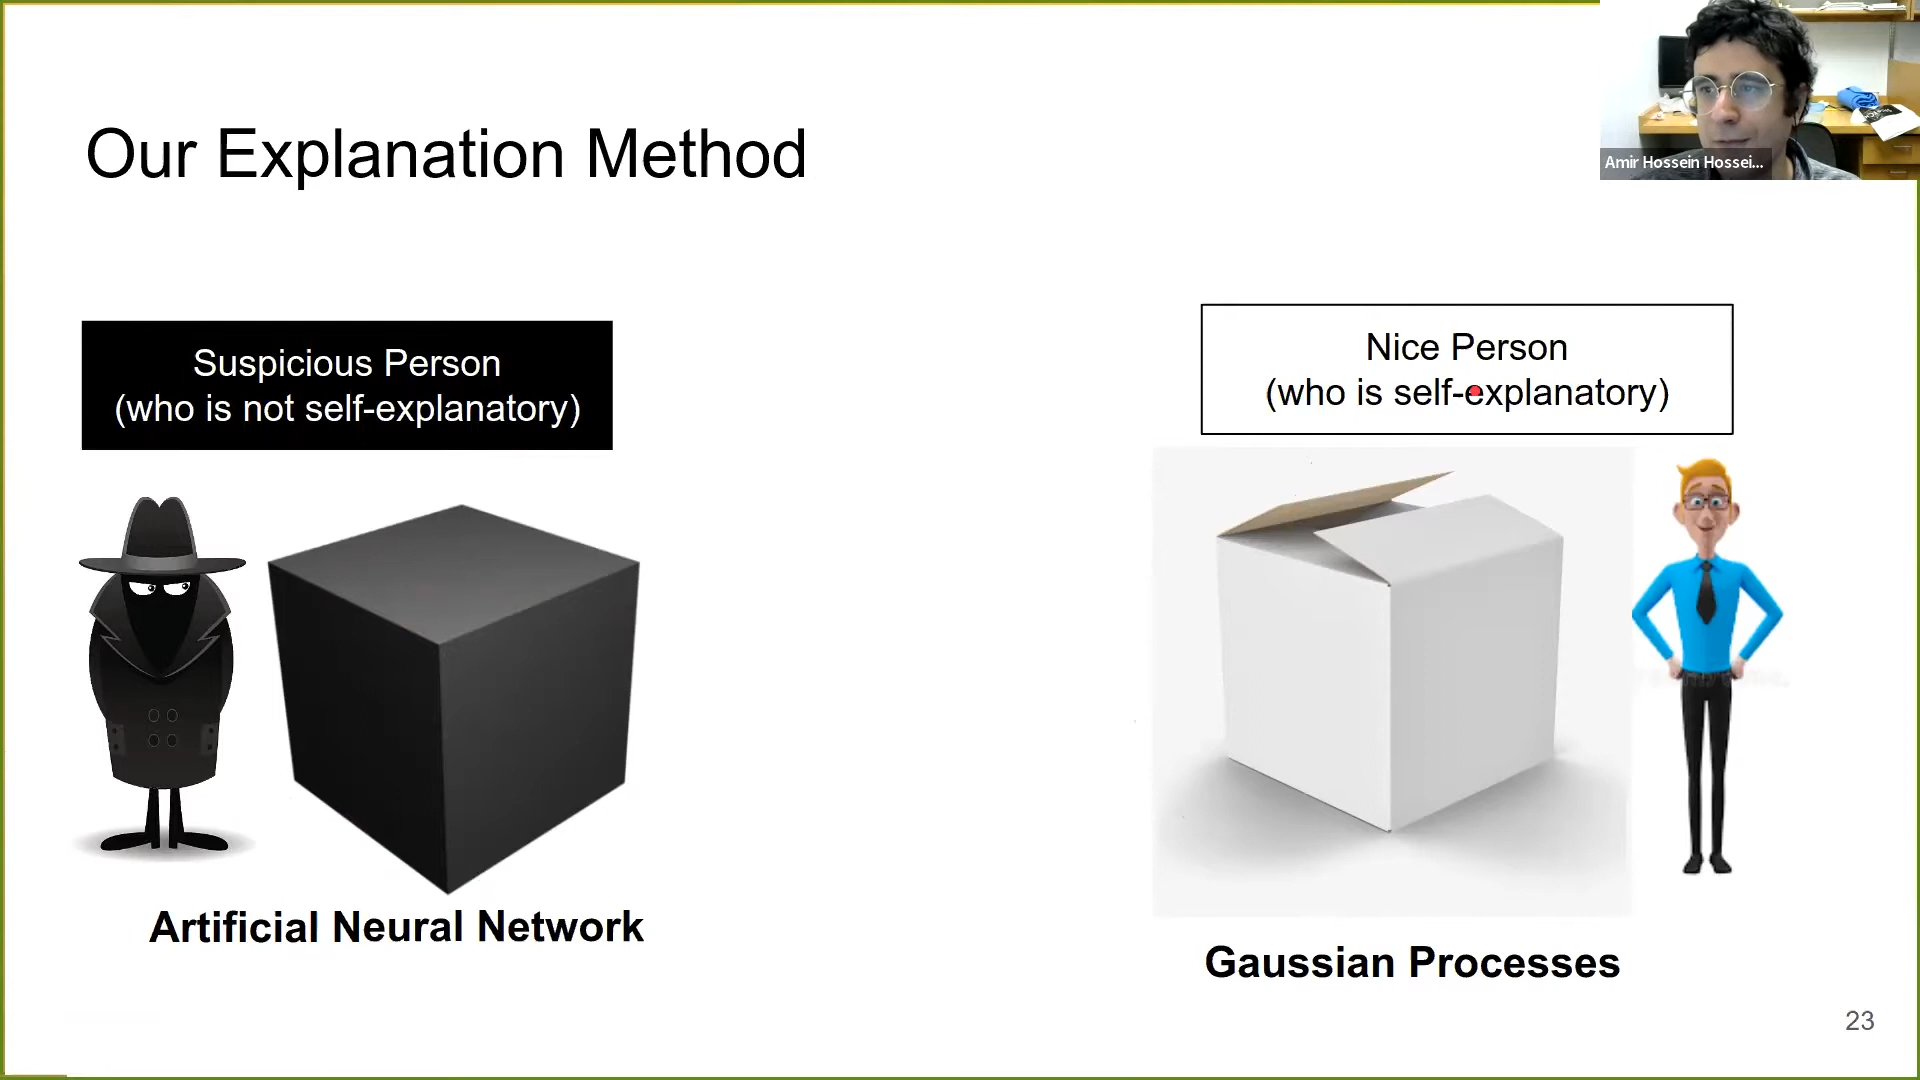 Our Explanation Method
Amir Hossein Hossei...
Suspicious Person
(who is not self-explanatory)
Nice Person
(who is self-explanatory)
Artificial Neural Network
Gaussian Processes
23